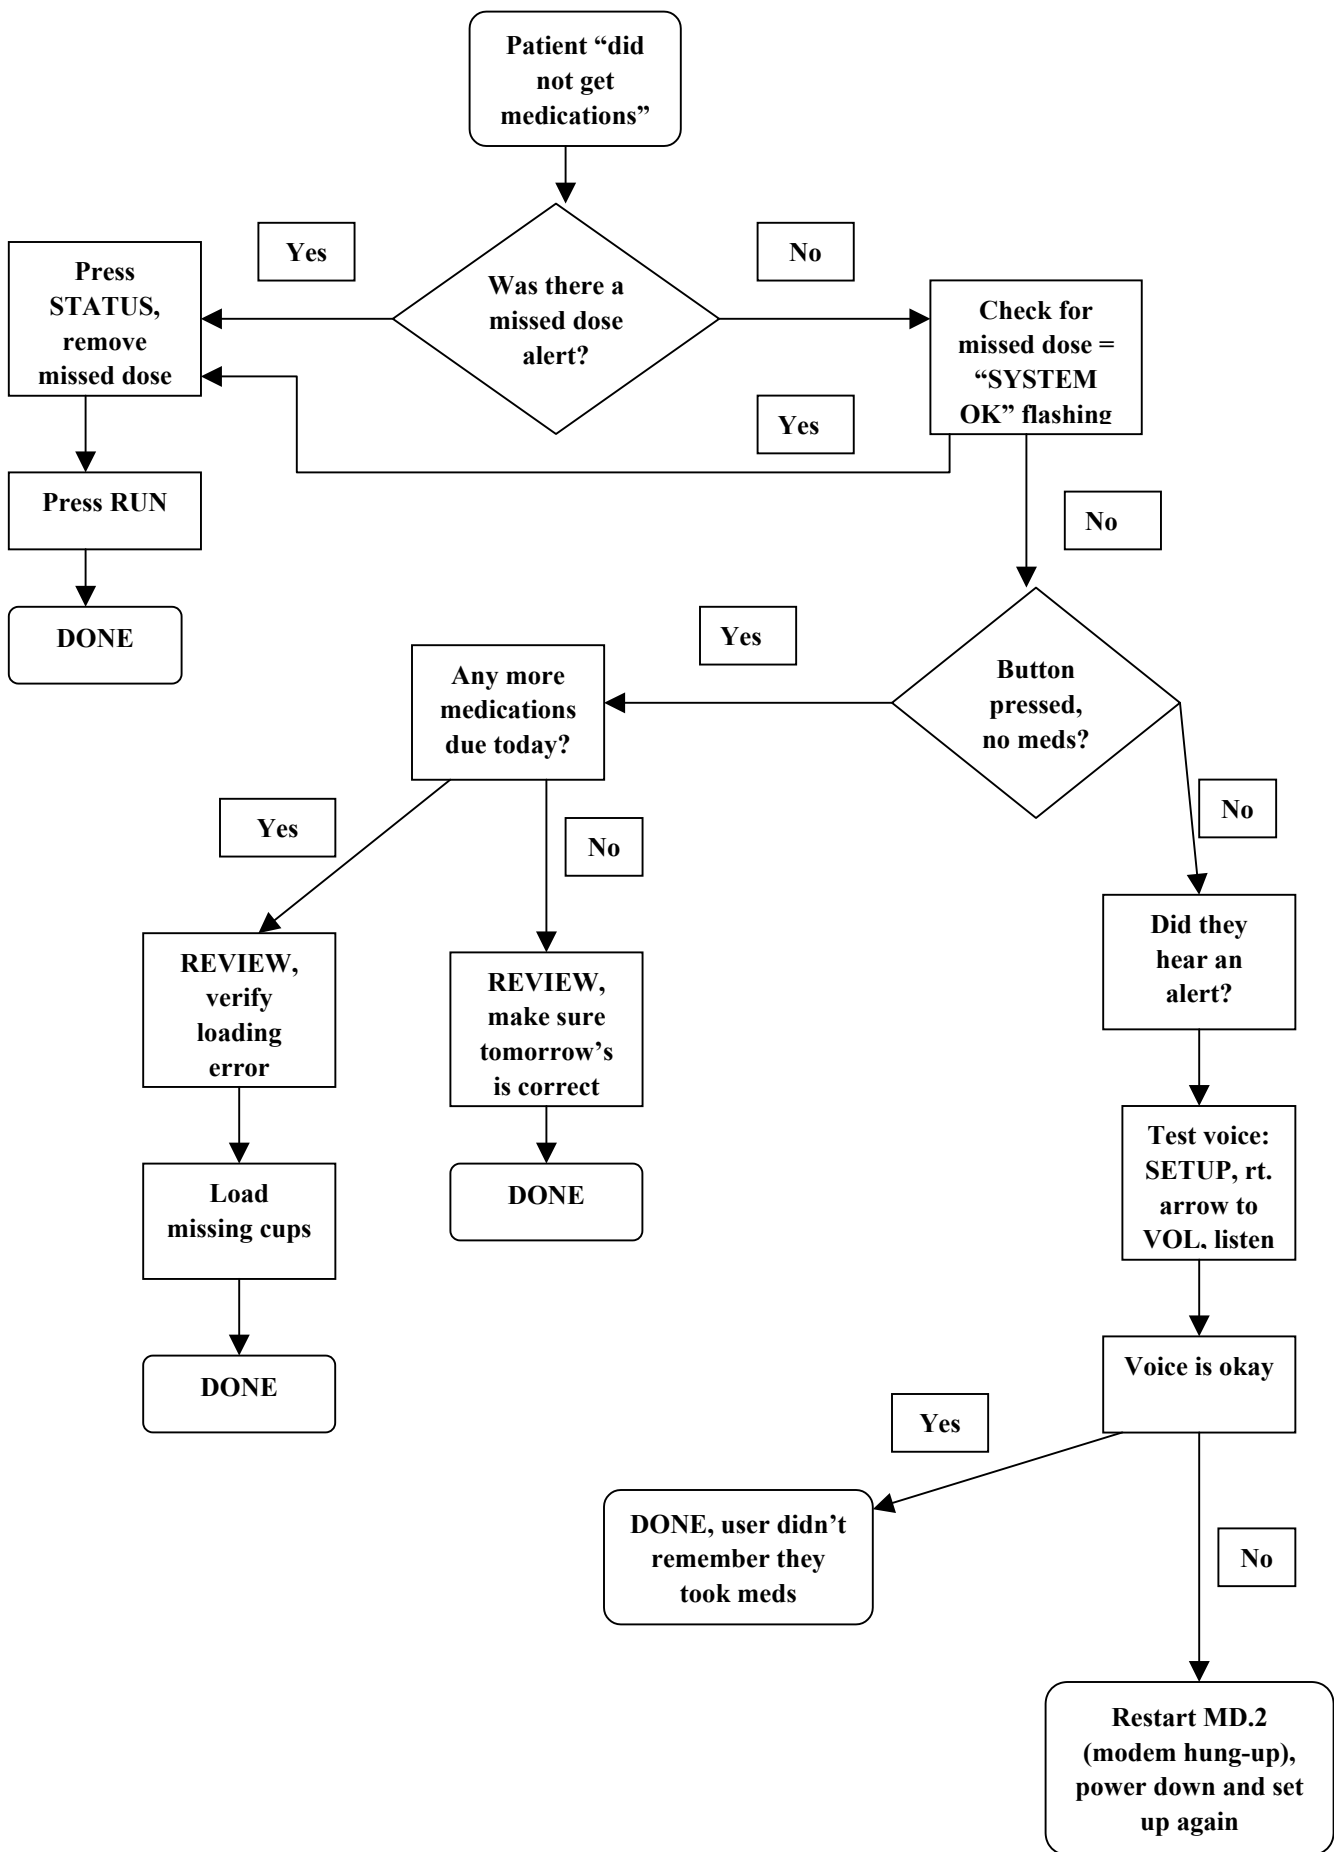 Patient “did
not get
medications”
Yes
No
Press
STATUS,
remove
missed dose
Was there a
missed dose
alert?
Check for
missed dose =
“SYSTEM
OK” flashing
Yes
Press RUN
No
DONE
Yes
Any more
medications
due today?
Button
pressed,
no meds?
Yes
No
No
Did they
hear an
alert?
REVIEW,
verify
loading
error
REVIEW,
make sure
tomorrow’s
is correct
Test voice:
SETUP, rt.
arrow to
VOL, listen
Load
missing cups
DONE
Voice is okay
DONE
Yes
DONE, user didn’t
remember they
took meds
No
Restart MD.2
(modem hung-up),
power down and set
up again